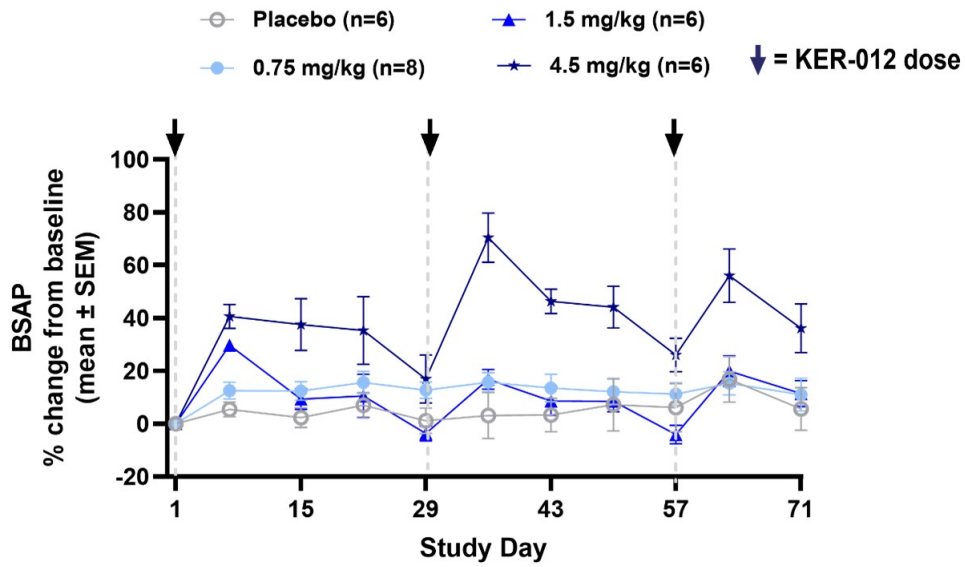 Placebo (n=6)
1.5 mg/kg (n=6)
0.75 mg/kg (n=8)
4.5 mg/kg (n=6)
= KER-012 dose
BSAP
% change from baseline
(mean ± SEM)
100
80
60
40
20
0
-20
1
15
29
43
57
71
Study Day